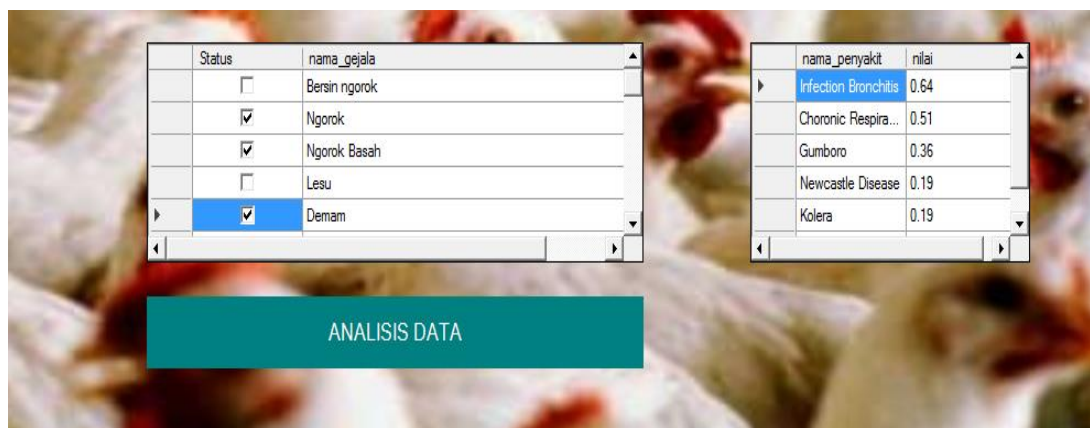 Status nama_gejala
Bersin ngorok
Ngorok
Ngorok Basah
Lesu
Demam
nama_penyakit nilai
Infection Bronchitis 0.64
Choronic Respira... 0.51
Gumboro 0.36
Newcastle Disease 0.19
Kolera 0.19
ANALISIS DATA